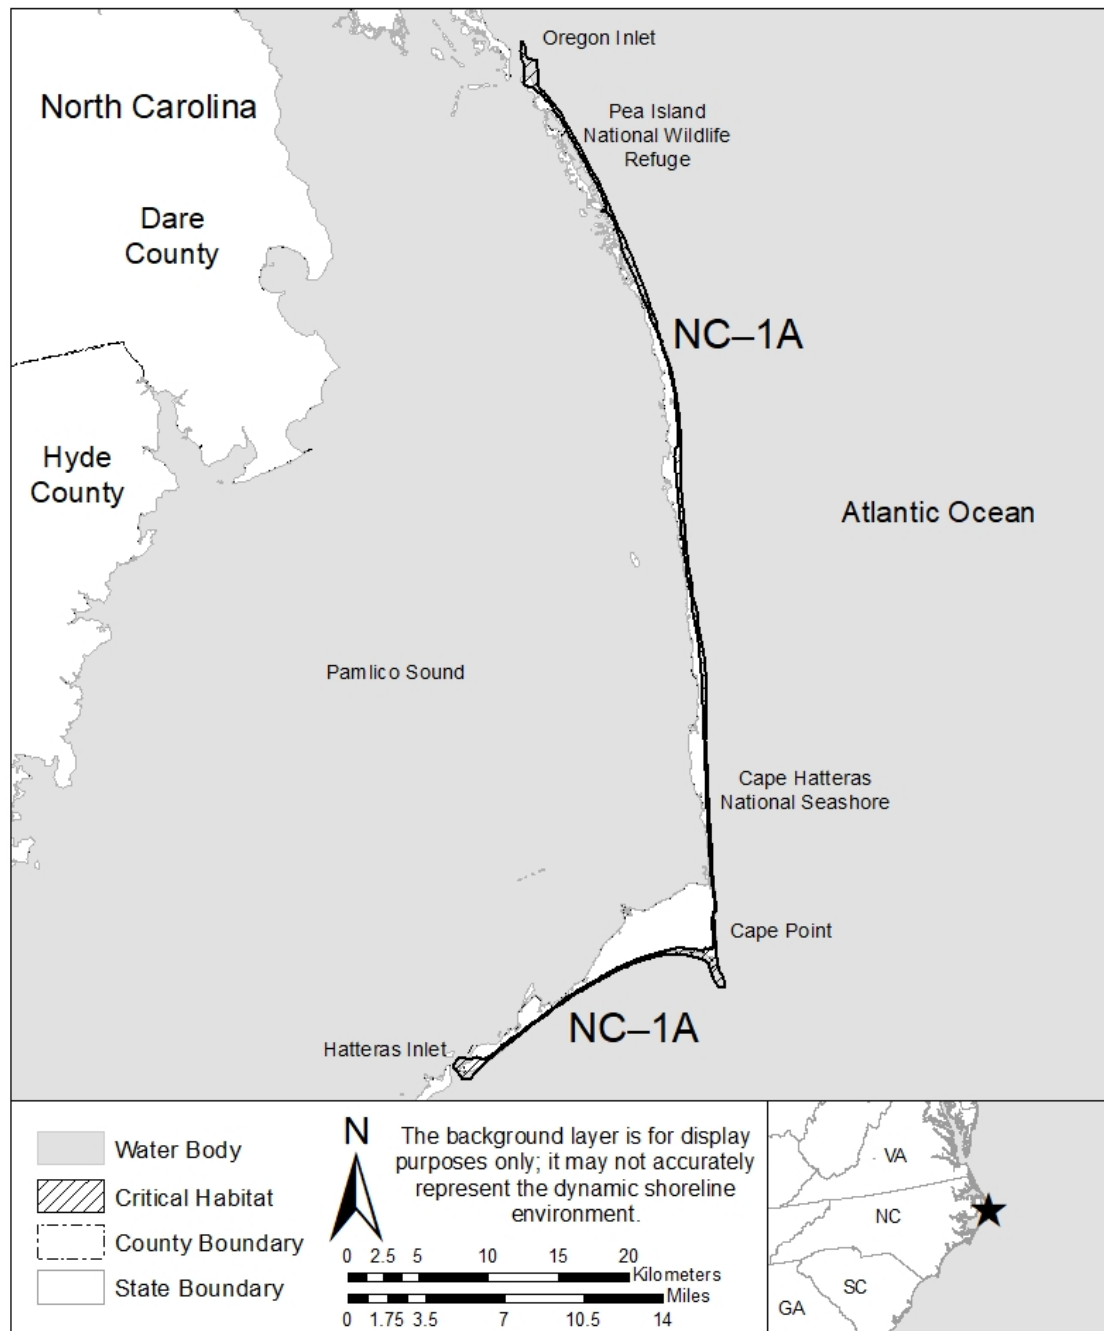 Oregon Inlet
North Carolina
Pea Island
National Wildlife
Refuge
Dare
County
NC–1A
Hyde
County
Atlantic Ocean
Pamlico Sound
Cape Hatteras
National Seashore
Cape Point
NC–1A
Hatteras Inlet
Water Body
Critical Habitat
County Boundary
State Boundary
N
The background layer is for display
purposes only; it may not accurately
represent the dynamic shoreline
environment.
0 2.5 5 10 15 20
Kilometers
Miles
0 1.75 3.5 7 10.5 14
VA
NC
SC
GA